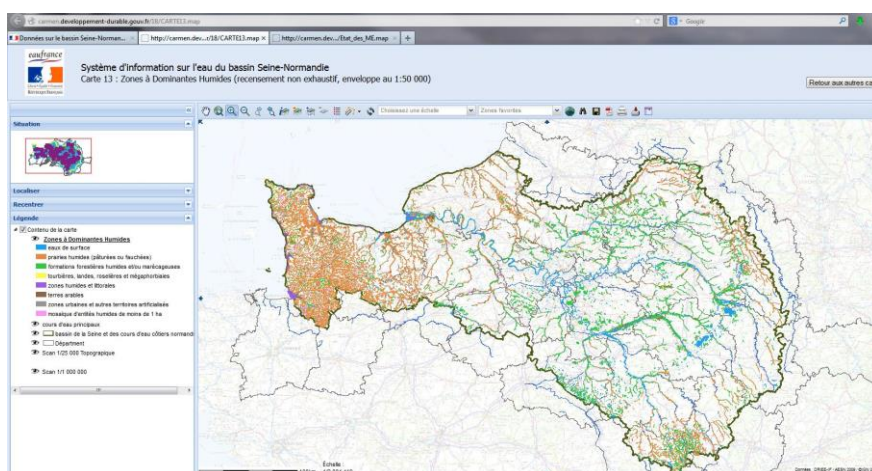 carmen.developpement-durable.gouv.fr/18/CARTE13.map
Google
Données sur le bassin Seine-Norman...
http://carmen.dev...r/18/CARTE13.map
http://carmen.dev.../Etat_des_ME.map
eaufrance
Système d'information sur l'eau du bassin Seine-Normandie
Carte 13 : Zones à Dominantes Humides (recensement non exhaustif, enveloppe au 1:50 000)
Retour aux autres ca
Choisissez une échelle
Zones favorites
Situation
Localiser
Recentrer
Légende
Contenu de la carte
Zones à Dominantes Humides
eaux de surface
prairies humides (pâturées ou fauchées)
formations forestières humides et/ou marécageuses
tourbières, landes, roselières et mégaphorbiaies
zones humides et littorales
terres arables
zones urbaines et autres territoires artificialisés
mosaïque d'entités humides de moins de 1 ha
cours d'eau principaux
bassin de la Seine et des cours d'eau côtiers normand
Départment
Scan 1/25 000 Topograpique
Scan 1/1 000 000
Échelle :